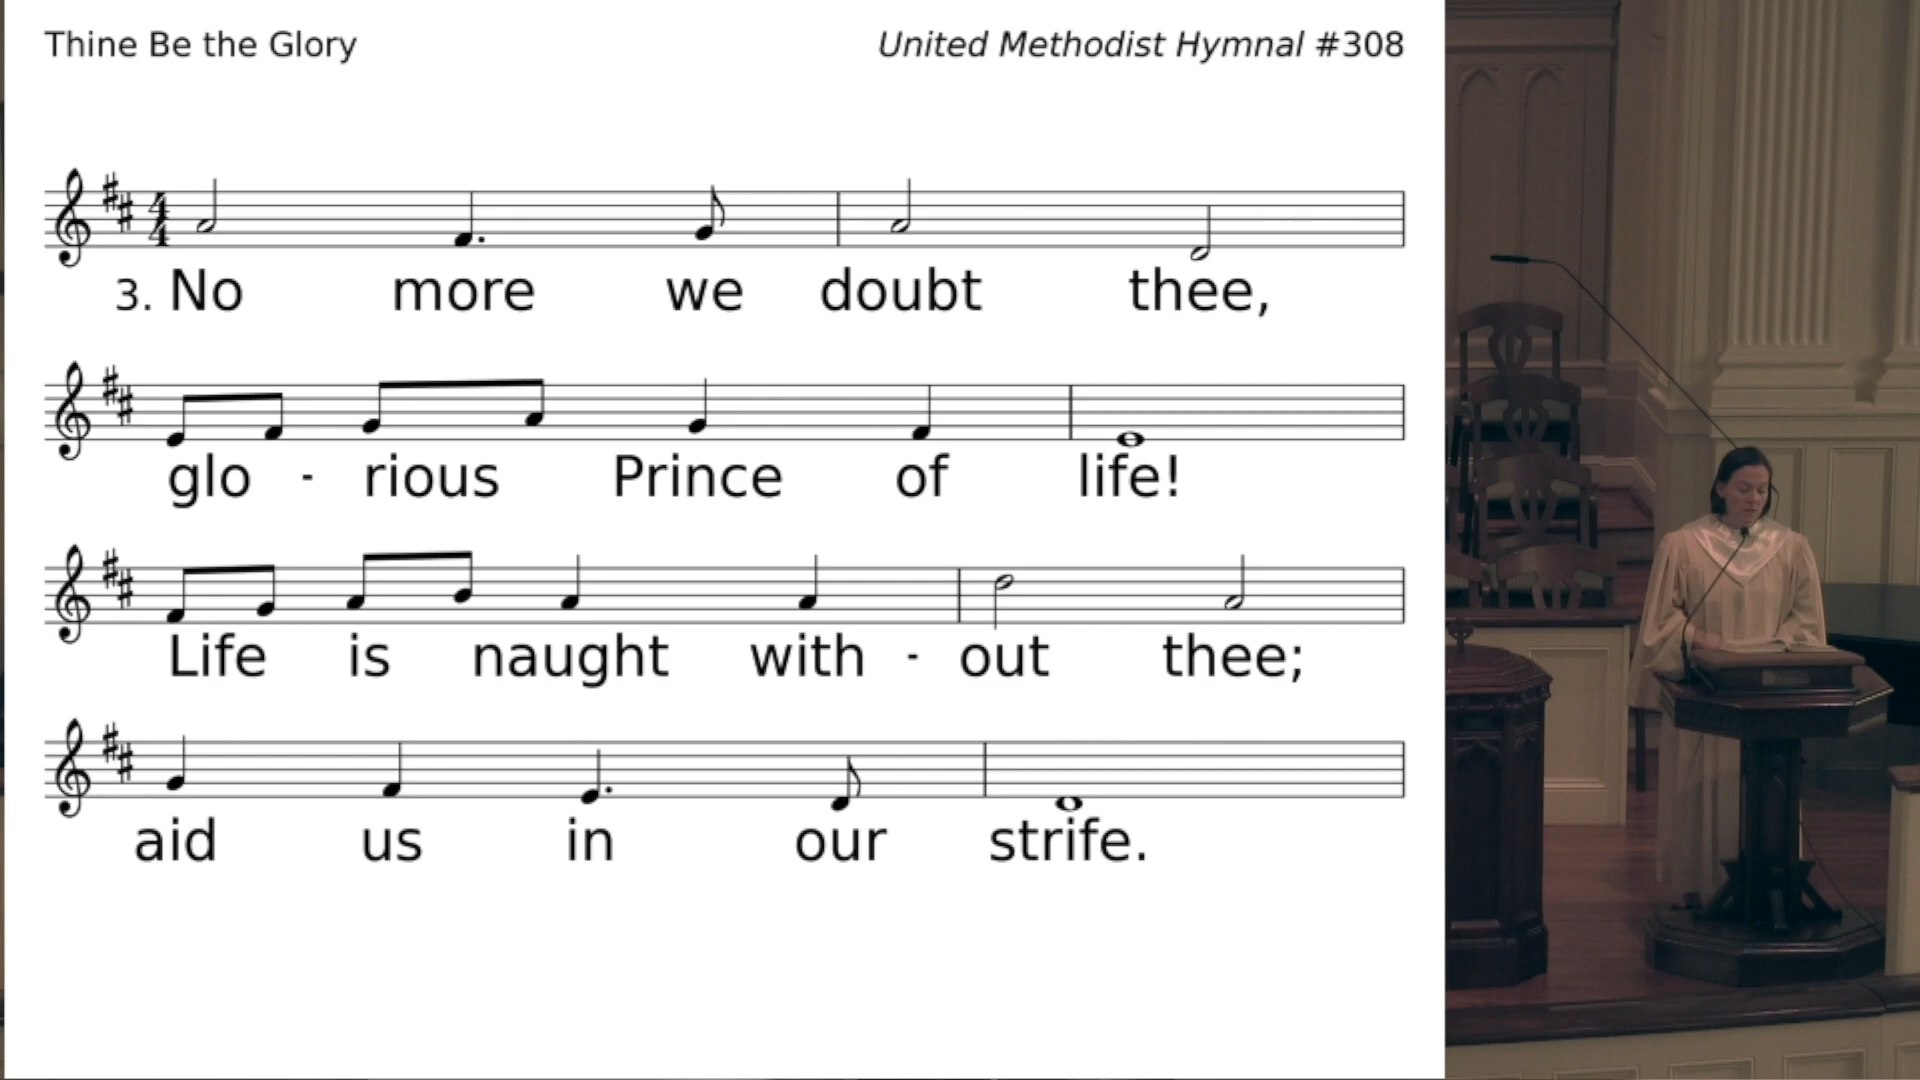 Thine Be the Glory United Methodist Hymnal #308
3. No more we doubt thee,
glo - rious Prince of life!
Life is naught with - out thee;
aid us in our strife.